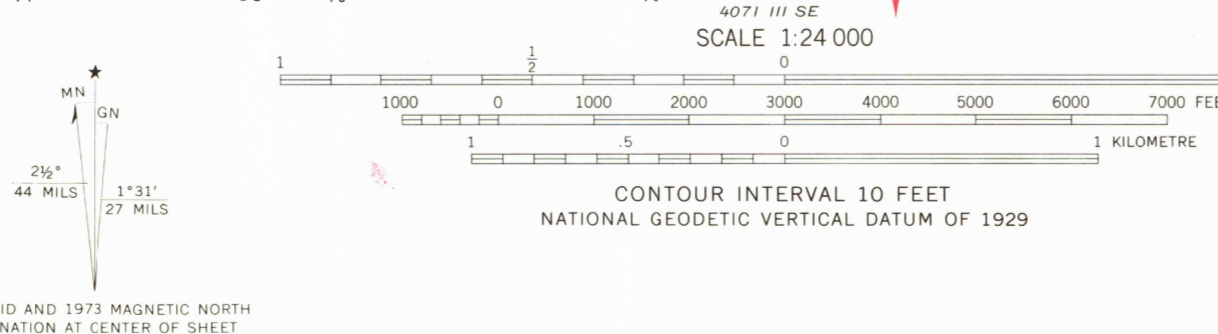 4071 III SE
SCALE 1:24 000
1 ½ 0
1000 0 1000 2000 3000 4000 5000 6000 7000 FEE
1 .5 0 1 KILOMETRE
CONTOUR INTERVAL 10 FEET
NATIONAL GEODETIC VERTICAL DATUM OF 1929
MN
GN
2½°
44 MILS
1°31′
27 MILS
ID AND 1973 MAGNETIC NORTH
NATION AT CENTER OF SHEET